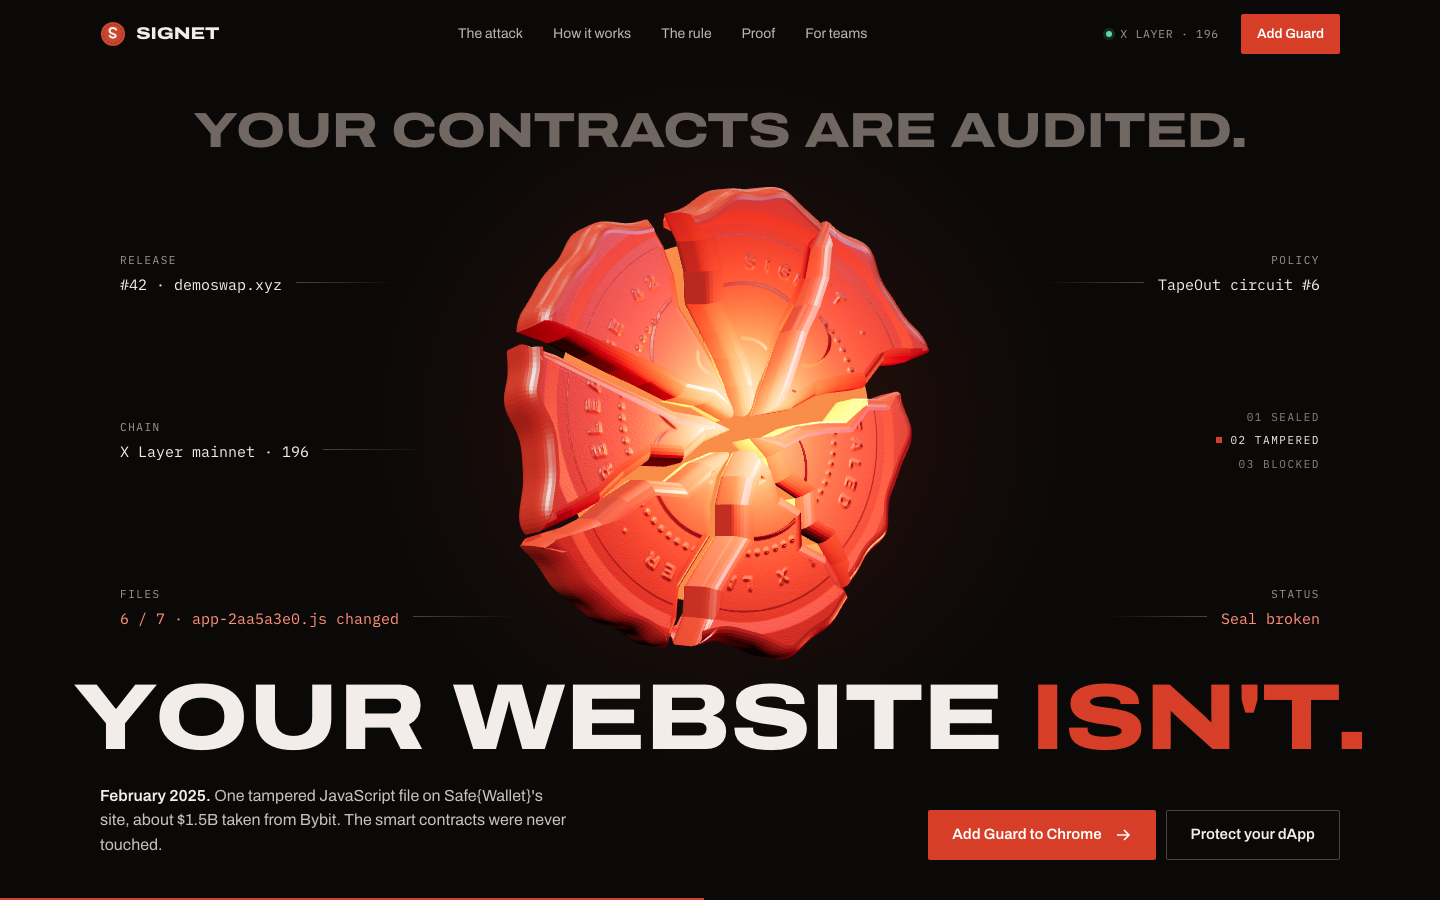 S SIGNET
The attack
How it works
The rule
Proof
For teams
X LAYER · 196
Add Guard
YOUR CONTRACTS ARE AUDITED.
RELEASE
#42 · demoswap.xyz
POLICY
TapeOut circuit #6
CHAIN
X Layer mainnet · 196
01 SEALED
02 TAMPERED
03 BLOCKED
FILES
6 / 7 · app-2aa5a3e0.js changed
STATUS
Seal broken
YOUR WEBSITE ISN'T.
February 2025. One tampered JavaScript file on Safe{Wallet}'s
site, about $1.5B taken from Bybit. The smart contracts were never
touched.
Add Guard to Chrome →
Protect your dApp